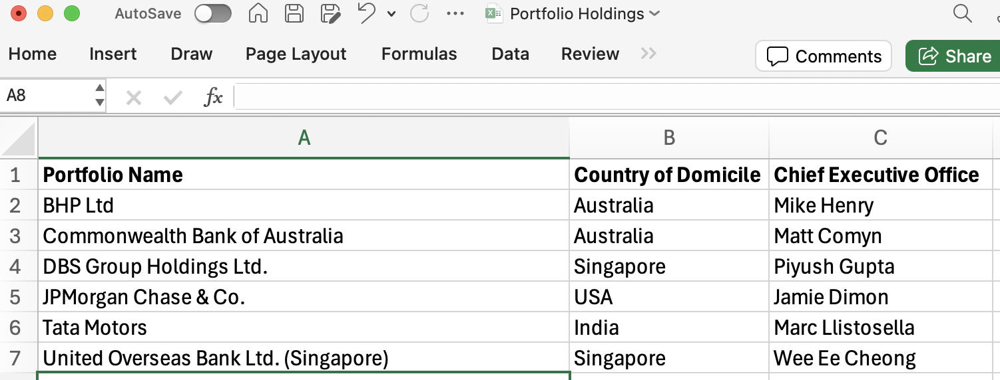 AutoSave Portfolio Holdings
Home Insert Draw Page Layout Formulas Data Review Comments Share
A8 fx
A B C
1 Portfolio Name Country of Domicile Chief Executive Office
2 BHP Ltd Australia Mike Henry
3 Commonwealth Bank of Australia Australia Matt Comyn
4 DBS Group Holdings Ltd. Singapore Piyush Gupta
5 JPMorgan Chase & Co. USA Jamie Dimon
6 Tata Motors India Marc Llistosella
7 United Overseas Bank Ltd. (Singapore) Singapore Wee Ee Cheong